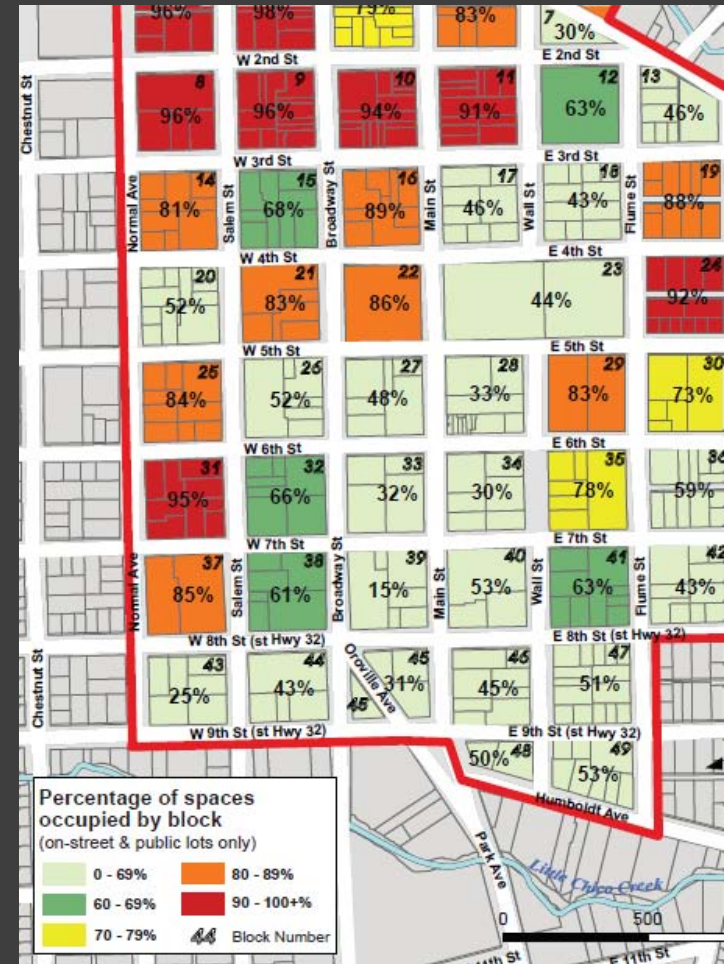 96%
98%
75%
83%
7
30%
W 2nd St
E 2nd St
Chestnut St
8
96%
9
96%
10
94%
11
91%
12
63%
13
46%
W 3rd St
E 3rd St
Normal Ave
14
81%
Salem St
15
68%
Broadway St
16
89%
Main St
17
46%
Wall St
18
43%
Flume St
19
88%
W 4th St
E 4th St
20
52%
21
83%
22
86%
23
44%
24
92%
W 5th St
E 5th St
25
84%
26
52%
27
48%
28
33%
29
83%
30
73%
W 6th St
E 6th St
31
95%
32
66%
33
32%
34
30%
35
78%
36
59%
W 7th St
E 7th St
Normal Ave
37
85%
Salem St
38
61%
Broadway St
39
15%
Main St
40
53%
Wall St
41
63%
Flume St
42
43%
W 8th St (st Hwy 32)
E 8th St (st Hwy 32)
Chestnut St
43
25%
44
43%
Oroville Ave
45
45
31%
46
45%
47
51%
W 9th St (st Hwy 32)
E 9th St (st Hwy 32)
50%
48
49
53%
Humboldt Ave
Park Ave
Little Chico Creek
Percentage of spaces
occupied by block
(on-street & public lots only)
0 - 69%
80 - 89%
60 - 69%
90 - 100+%
70 - 79%
44 Block Number
0
500
11th St
E 11th St